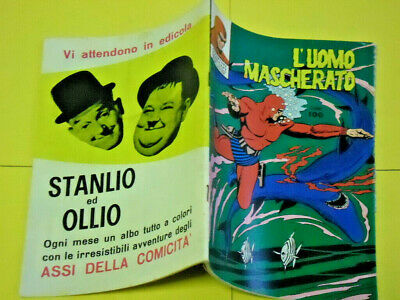 Vi attendono in edicola
STANLIO
ed
OLLIO
Ogni mese un albo tutto a colori
con le irresistibili avventure degli
ASSI DELLA COMICITA'
L'UOMO
MASCHERATO
100